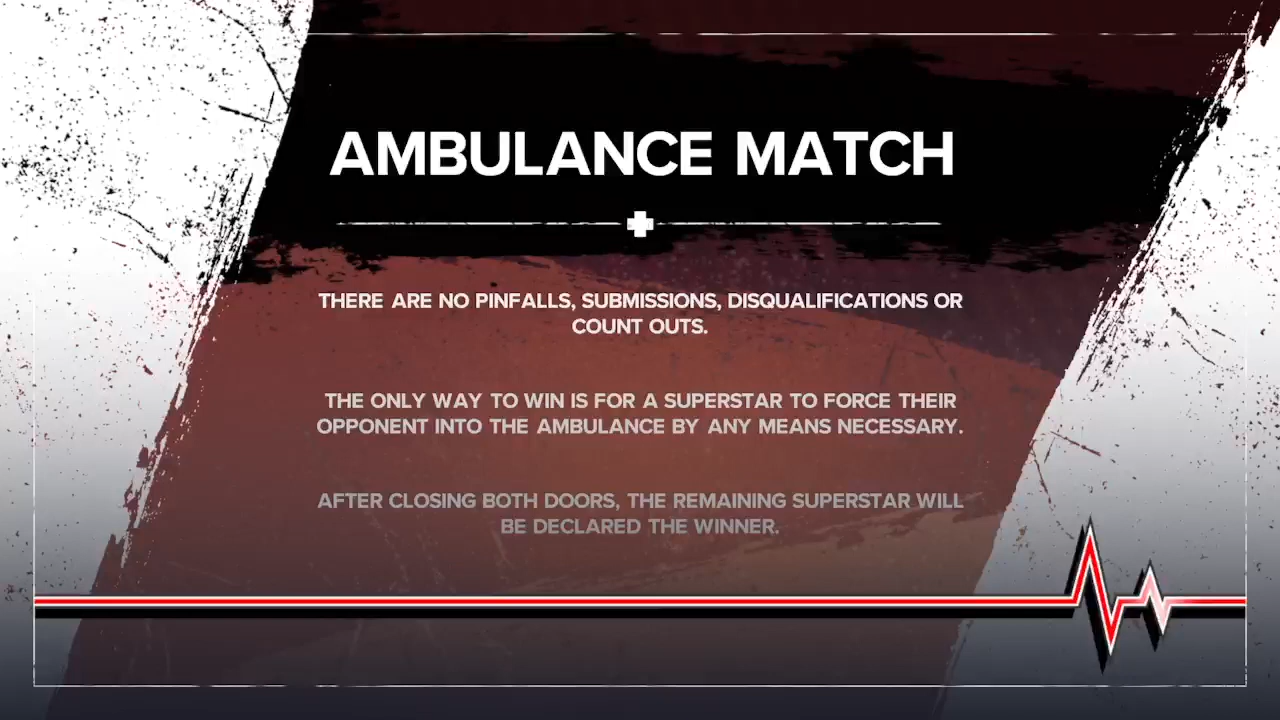 AMBULANCE MATCH
THERE ARE NO PINFALLS, SUBMISSIONS, DISQUALIFICATIONS OR
COUNT OUTS.
THE ONLY WAY TO WIN IS FOR A SUPERSTAR TO FORCE THEIR
OPPONENT INTO THE AMBULANCE BY ANY MEANS NECESSARY.
AFTER CLOSING BOTH DOORS, THE REMAINING SUPERSTAR WILL
BE DECLARED THE WINNER.